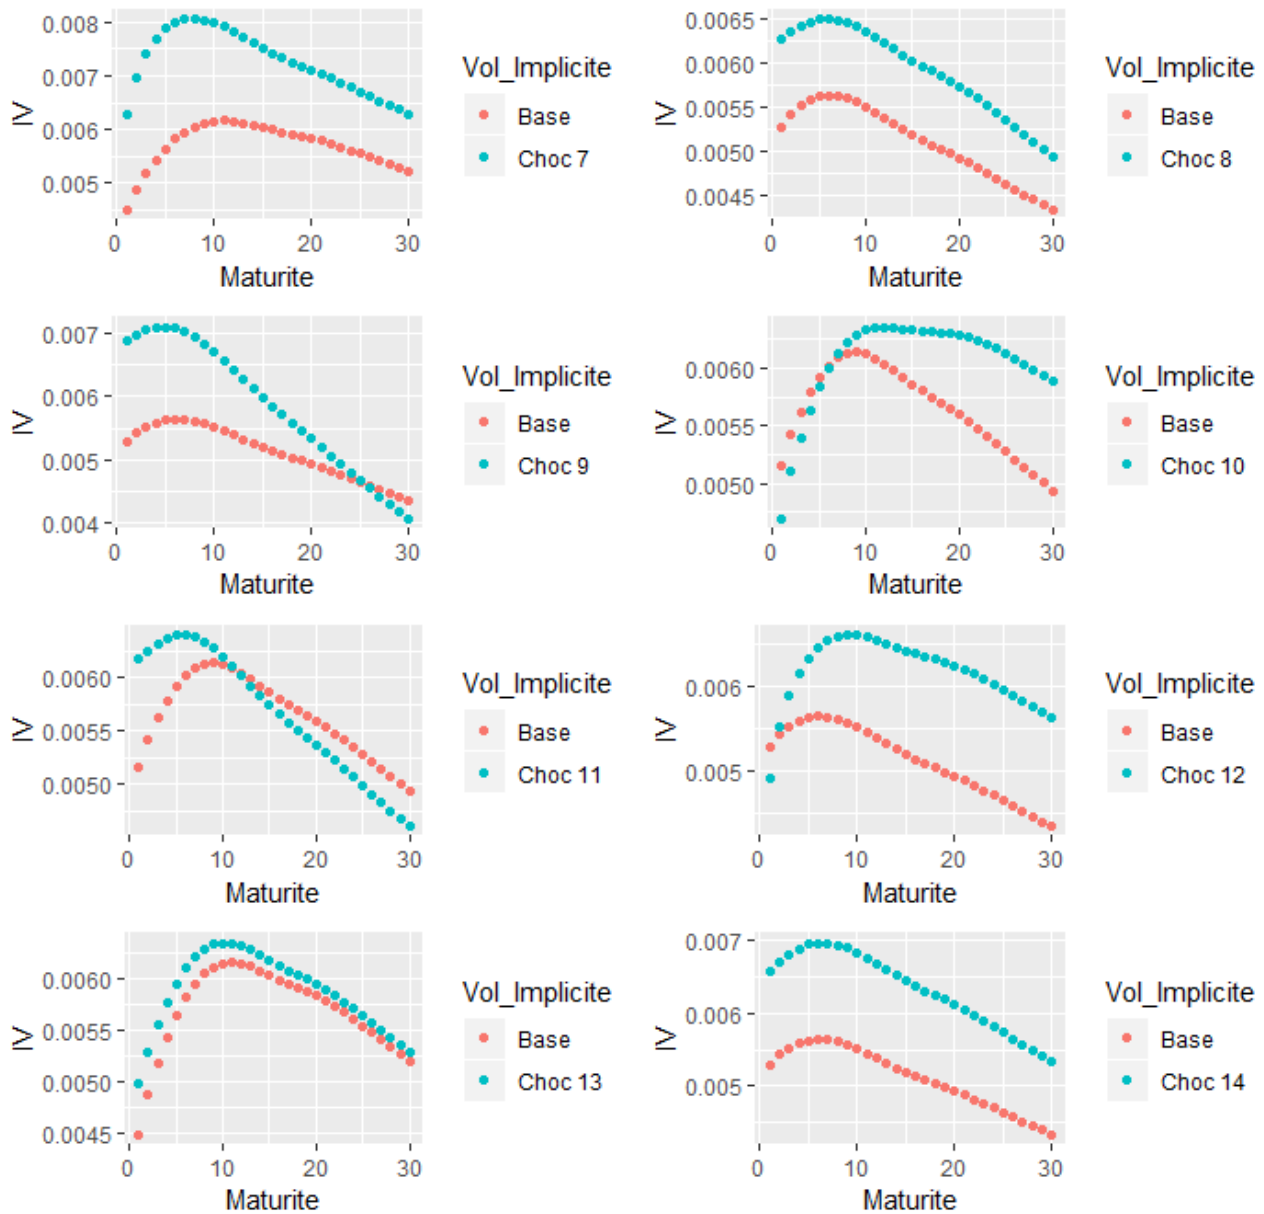 0.008
0.007
0.006
0.005
IV
0 10 20 30
Maturite
Vol_Implicite
Base
Choc 7
0.0065
0.0060
0.0055
0.0050
0.0045
IV
0 10 20 30
Maturite
Vol_Implicite
Base
Choc 8
0.007
0.006
0.005
0.004
IV
0 10 20 30
Maturite
Vol_Implicite
Base
Choc 9
0.0060
0.0055
0.0050
IV
0 10 20 30
Maturite
Vol_Implicite
Base
Choc 10
0.0060
0.0055
0.0050
IV
0 10 20 30
Maturite
Vol_Implicite
Base
Choc 11
0.006
0.005
IV
0 10 20 30
Maturite
Vol_Implicite
Base
Choc 12
0.0060
0.0055
0.0050
0.0045
IV
0 10 20 30
Maturite
Vol_Implicite
Base
Choc 13
0.007
0.006
0.005
IV
0 10 20 30
Maturite
Vol_Implicite
Base
Choc 14